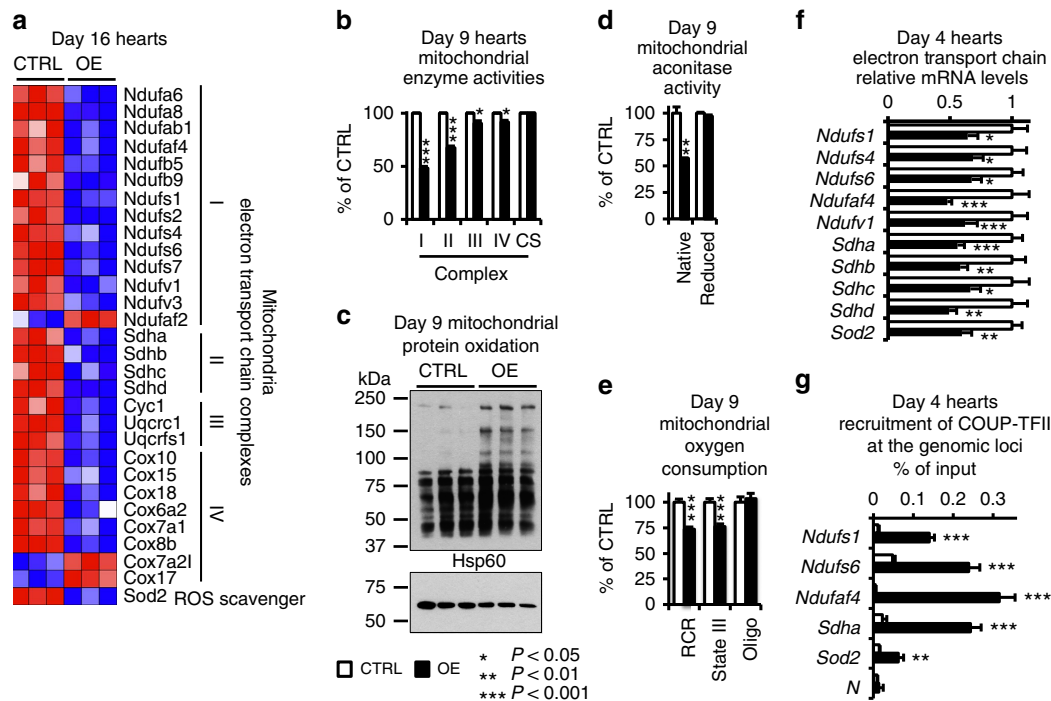 a
Day 16 hearts
CTRL OE
Ndufa6
Ndufa8
Ndufab1
Ndufaf4
Ndufb5
Ndufb9
Ndufs1
Ndufs2
Ndufs4
Ndufs6
Ndufs7
Ndufv1
Ndufv3
Ndufaf2
Sdha
Sdhb
Sdhc
Sdhd
Cyc1
Uqcrc1
Uqcrfs1
Cox10
Cox15
Cox18
Cox6a2
Cox7a1
Cox8b
Cox7a2l
Cox17
Sod2 ROS scavenger
I
II
III
IV
Mitochondria
electron transport chain complexes
b
Day 9 hearts
mitochondrial
enzyme activities
% of CTRL
100
50
0
***
***
*
*
I II III IV CS
Complex
c
Day 9 mitochondrial
protein oxidation
kDa
CTRL OE
250
150
100
75
50
37
Hsp60
75
50
CTRL OE
* P < 0.05
** P < 0.01
*** P < 0.001
d
Day 9
mitochondrial
aconitase
activity
% of CTRL
100
75
50
25
0
**
Native
Reduced
e
Day 9
mitochondrial
oxygen
consumption
% of CTRL
100
75
50
25
0
***
***
RCR
State III
Oligo
f
Day 4 hearts
electron transport chain
relative mRNA levels
0 0.5 1
Ndufs1 *
Ndufs4 *
Ndufs6 *
Ndufaf4 ***
Ndufv1 ***
Sdha ***
Sdhb **
Sdhc *
Sdhd **
Sod2 **
g
Day 4 hearts
recruitment of COUP-TFII
at the genomic loci
% of input
0 0.1 0.2 0.3
Ndufs1 ***
Ndufs6 ***
Ndufaf4 ***
Sdha ***
Sod2 **
N